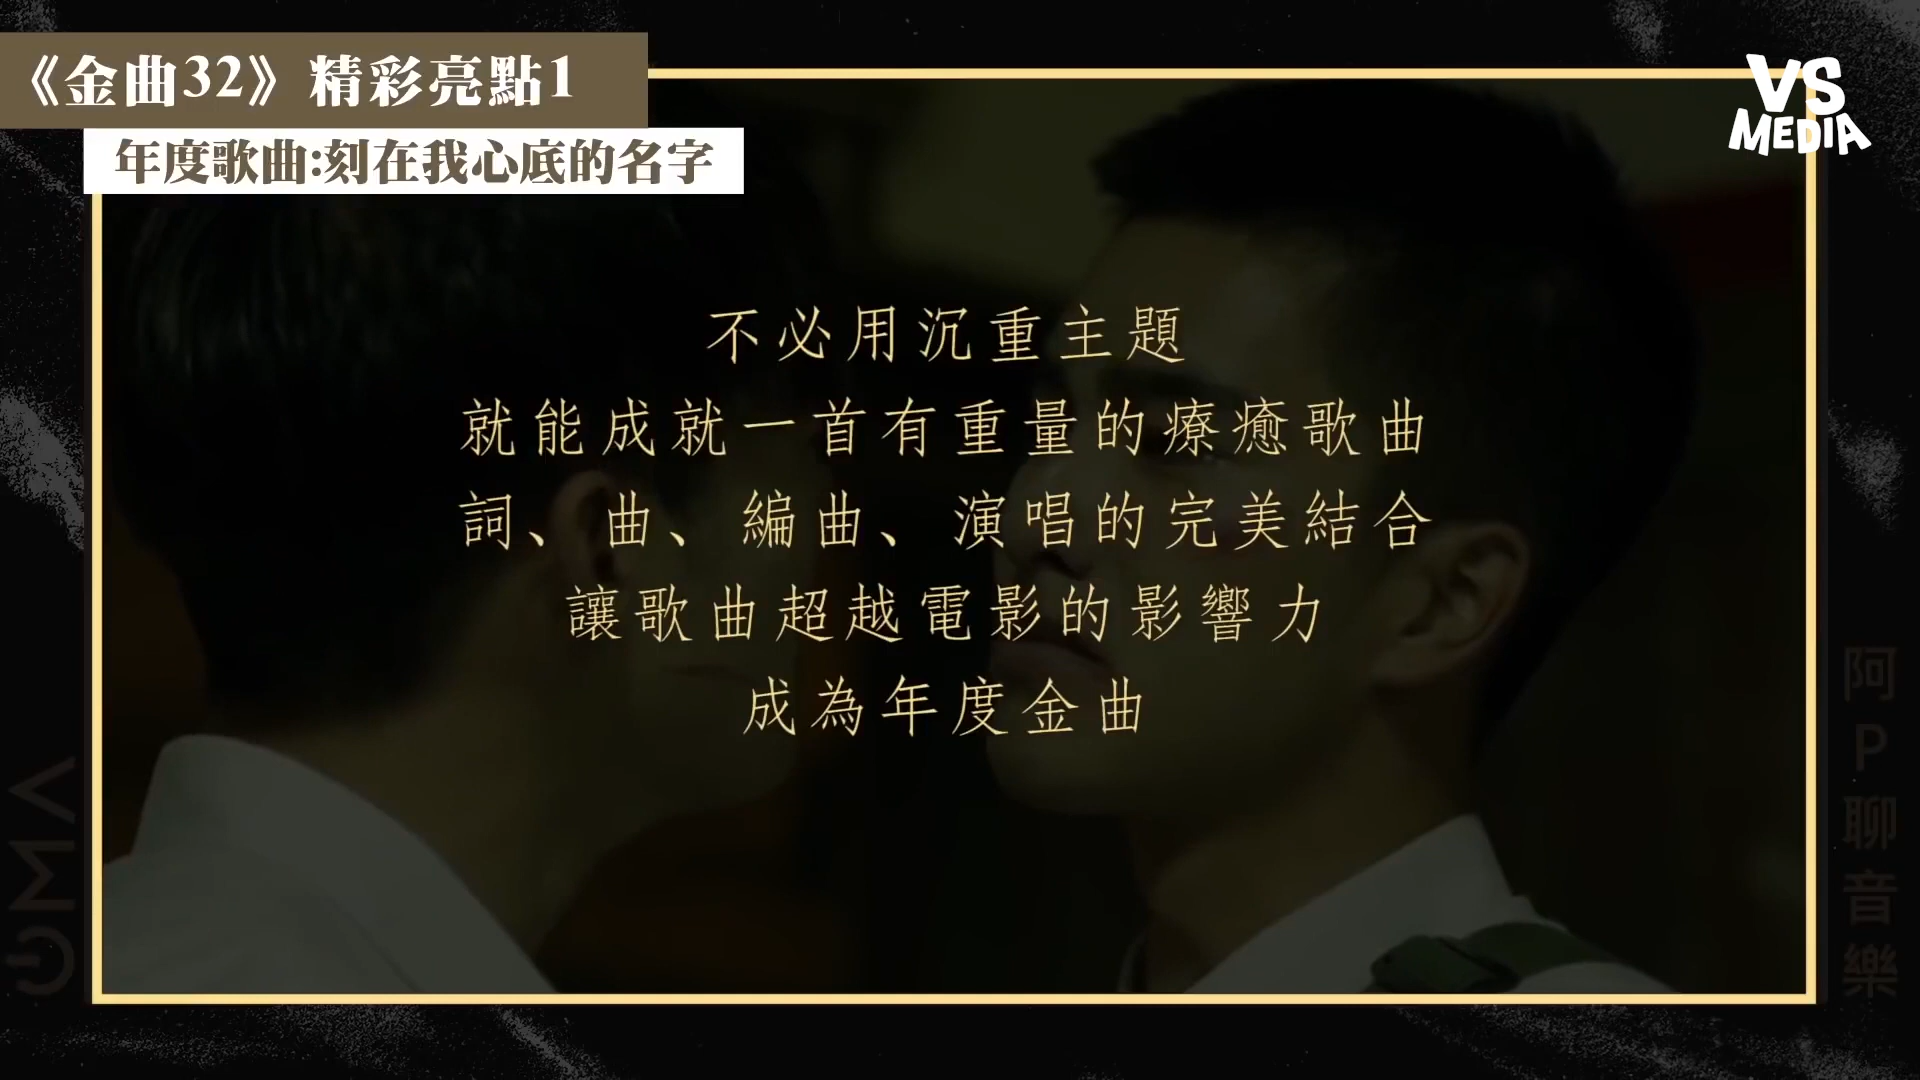 《金曲32》精彩亮點1
年度歌曲:刻在我心底的名字
VS
MEDIA
不必用沉重主題
就能成就一首有重量的療癒歌曲
詞、曲、編曲、演唱的完美結合
讓歌曲超越電影的影響力
成為年度金曲
GMA
阿P聊音樂